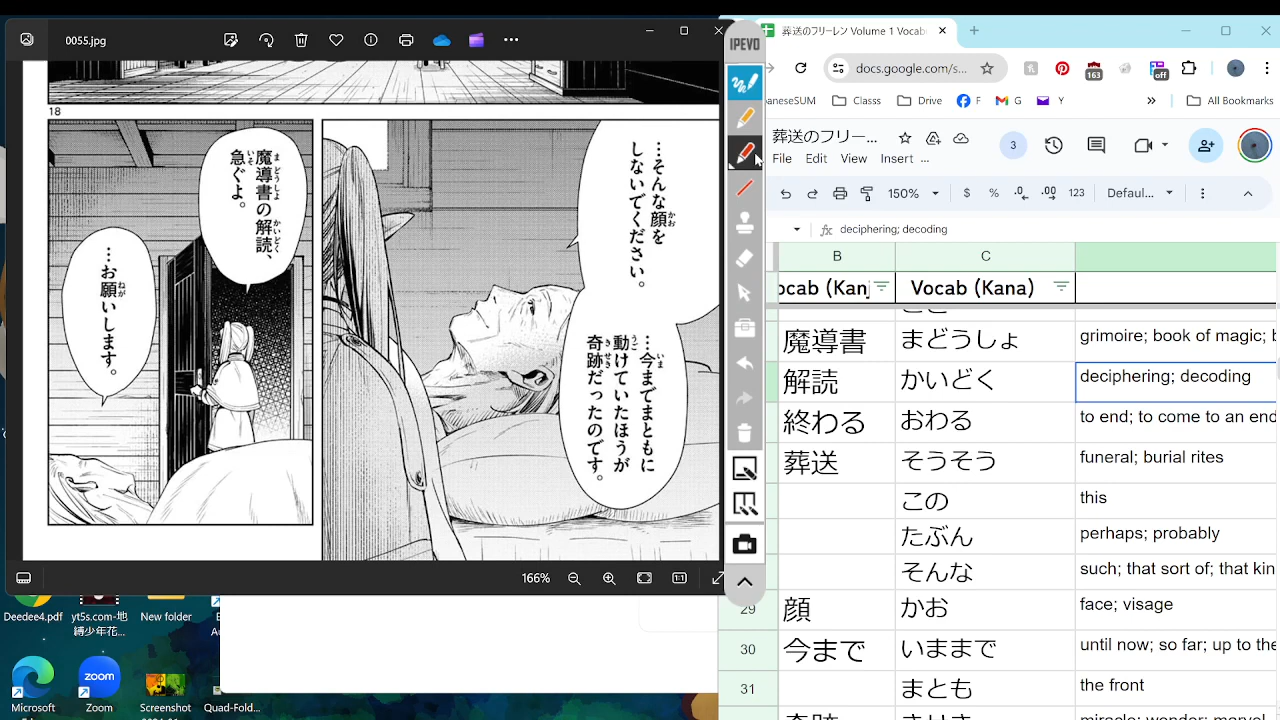 0055.jpg
18
…そんな顔を
しないでください。
…今までまともに
動けていたほうが
奇跡だったのです。
魔導書の解読、
急ぐよ。
…お願いします。
166%
1:1
Deedee4.pdf
yt5s.com-地
縛少年花...
New folder
Microsoft
Zoom
zoom
Screenshot
Quad-Fold...
IPEVO
葬送のフリーレン Volume 1 Vocab
docs.google.com/s...
163
off
aneseSUM
Classs
Drive
F
G
Y
All Bookmarks
葬送のフリー...
3
File Edit View Insert ...
150%
$ % .0 .00 123
Defaul...
fx deciphering; decoding
B C
ocab (Kanj Vocab (Kana)
魔導書 まどうしょ grimoire; book of magic;
解読 かいどく deciphering; decoding
終わる おわる to end; to come to an end
葬送 そうそう funeral; burial rites
この this
たぶん perhaps; probably
そんな such; that sort of; that kin
29 顔 かお face; visage
30 今まで いままで until now; so far; up to the
31 まとも the front